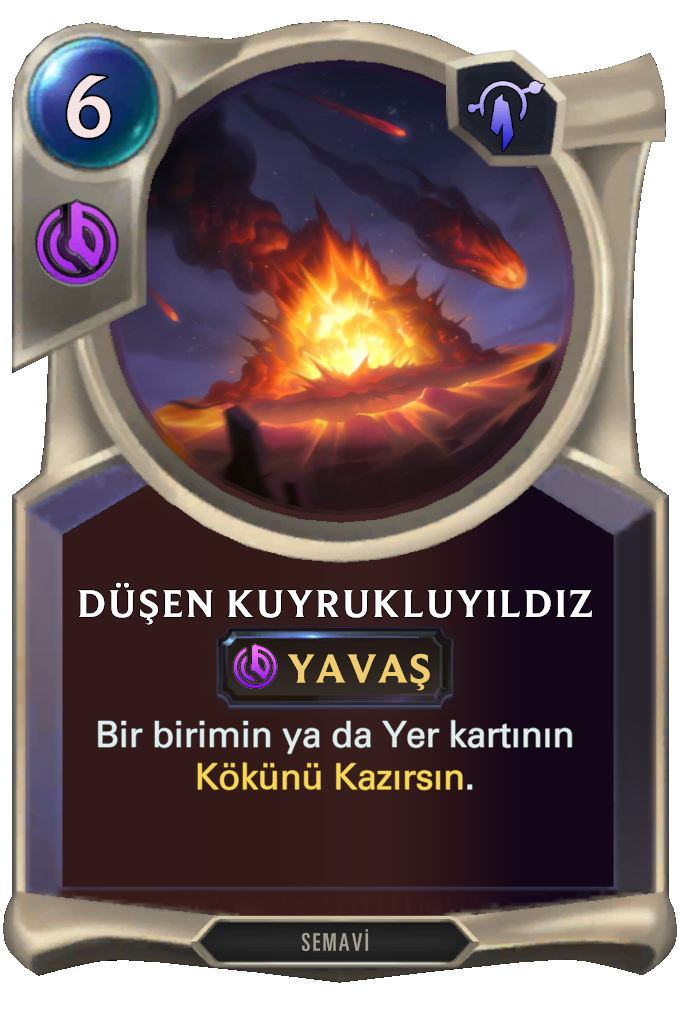 6
DÜŞEN KUYRUKLUYILDIZ
YAVAŞ
Bir birimin ya da Yer kartının
Kökünü Kazırsın.
SEMAVİ